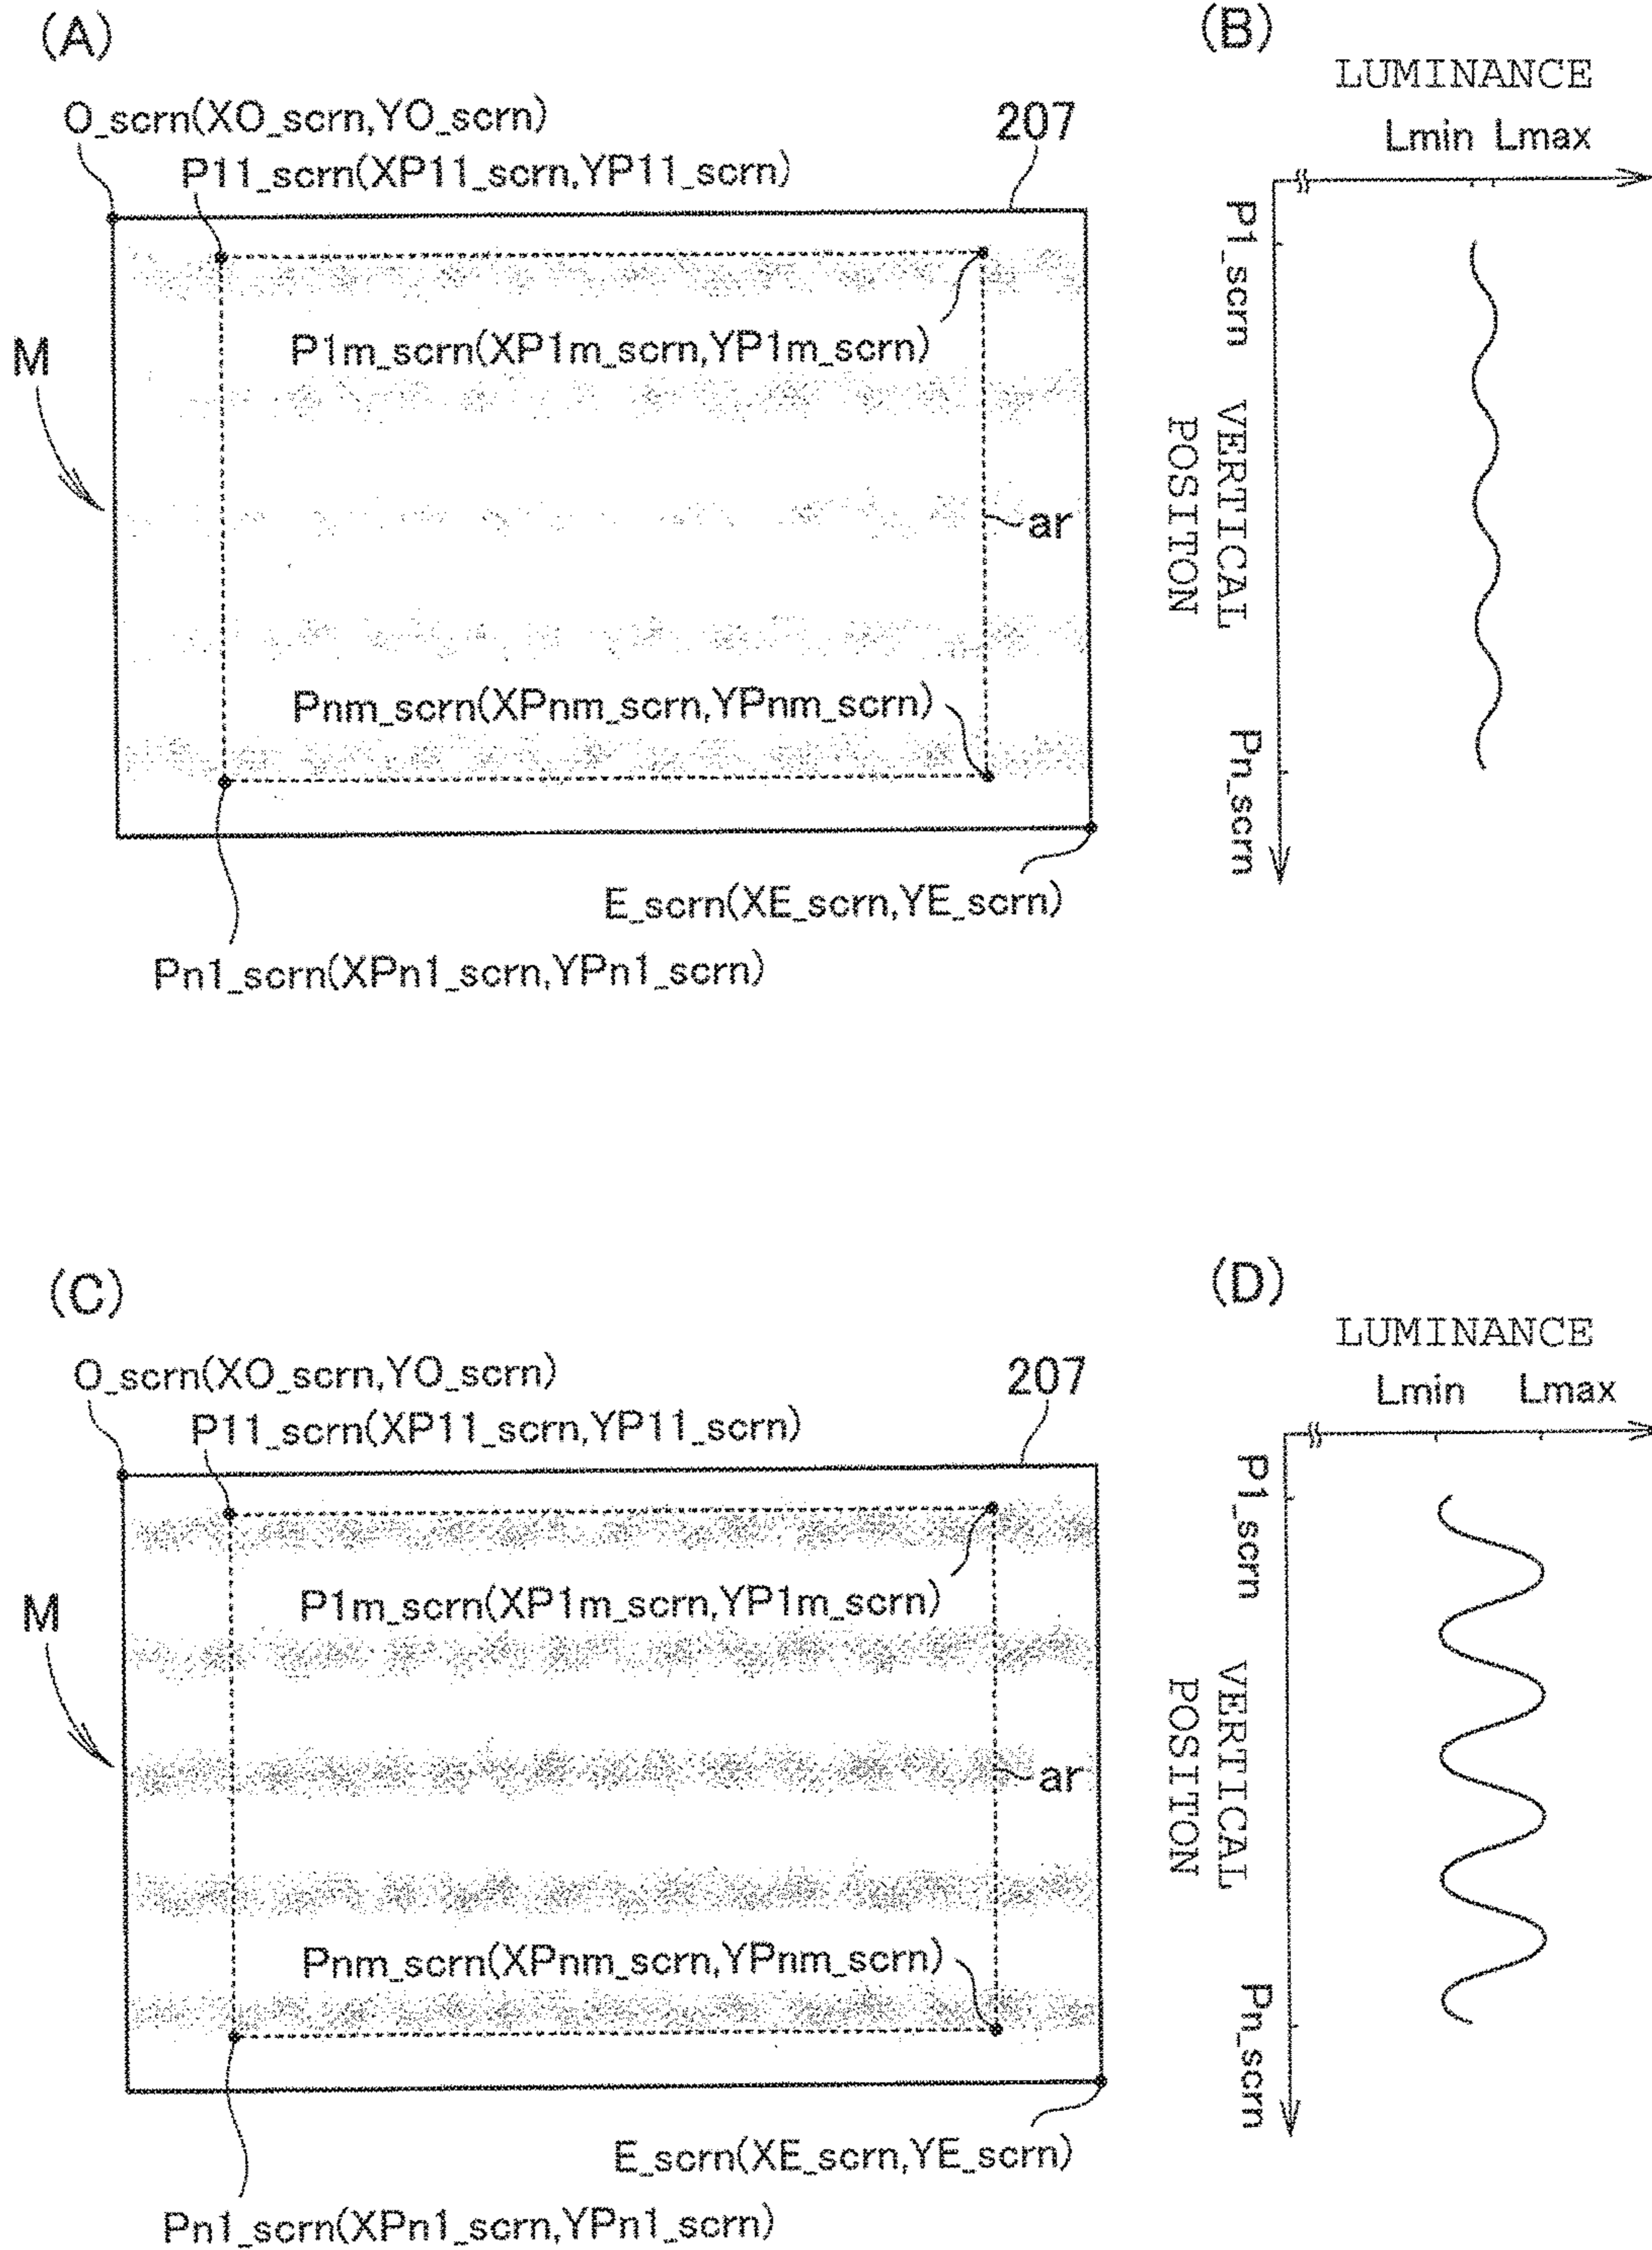 (A)
O_scrn(XO_scrn,YO_scrn)
P11_scrn(XP11_scrn,YP11_scrn)
207
P1m_scrn(XP1m_scrn,YP1m_scrn)
M
ar
Pnm_scrn(XPnm_scrn,YPnm_scrn)
E_scrn(XE_scrn,YE_scrn)
Pn1_scrn(XPn1_scrn,YPn1_scrn)
(B)
LUMINANCE
Lmin Lmax
P1_scrn
VERTICAL
POSITON
Pn_scrn
(C)
O_scrn(XO_scrn,YO_scrn)
P11_scrn(XP11_scrn,YP11_scrn)
207
P1m_scrn(XP1m_scrn,YP1m_scrn)
M
ar
Pnm_scrn(XPnm_scrn,YPnm_scrn)
E_scrn(XE_scrn,YE_scrn)
Pn1_scrn(XPn1_scrn,YPn1_scrn)
(D)
LUMINANCE
Lmin Lmax
P1_scrn
VERTICAL
POSITON
Pn_scrn